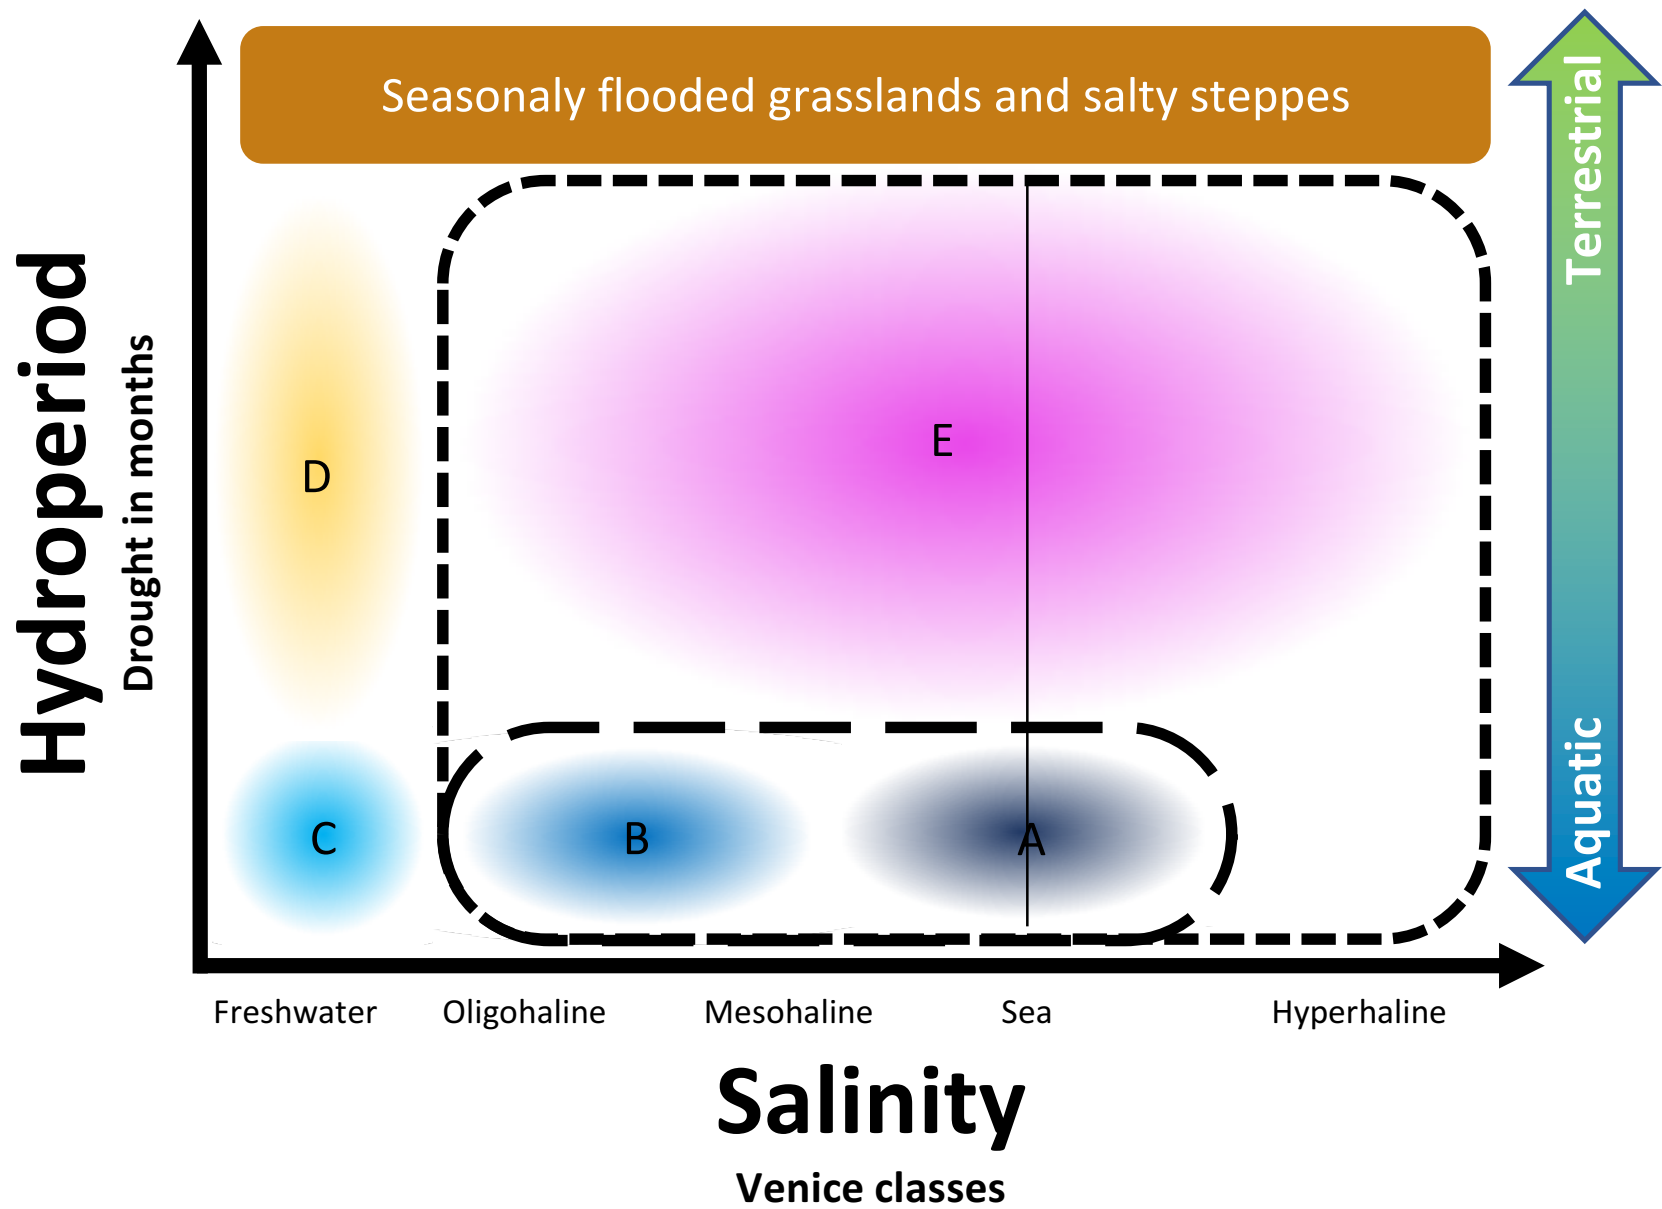 Seasonaly flooded grasslands and salty steppes
Terrestrial
Aquatic
Hydroperiod
Drought in months
E
D
C
B
A
Freshwater
Oligohaline
Mesohaline
Sea
Hyperhaline
Salinity
Venice classes